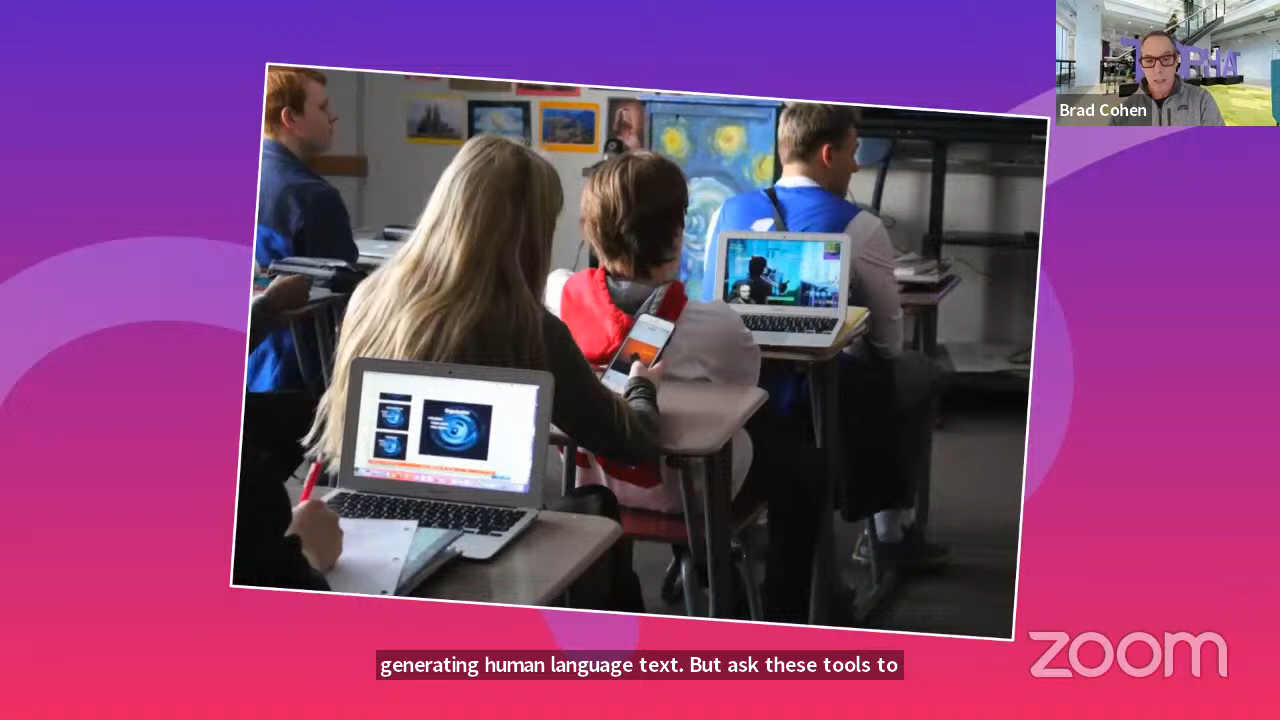 Brad Cohen
generating human language text. But ask these tools to
zoom